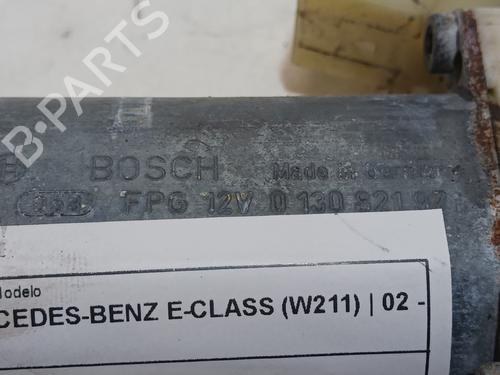 B-PARTS
BOSCH Made in Germany
FPG 12V 0 130 821
Modelo
CEDES-BENZ E-CLASS (W211) | 02 -